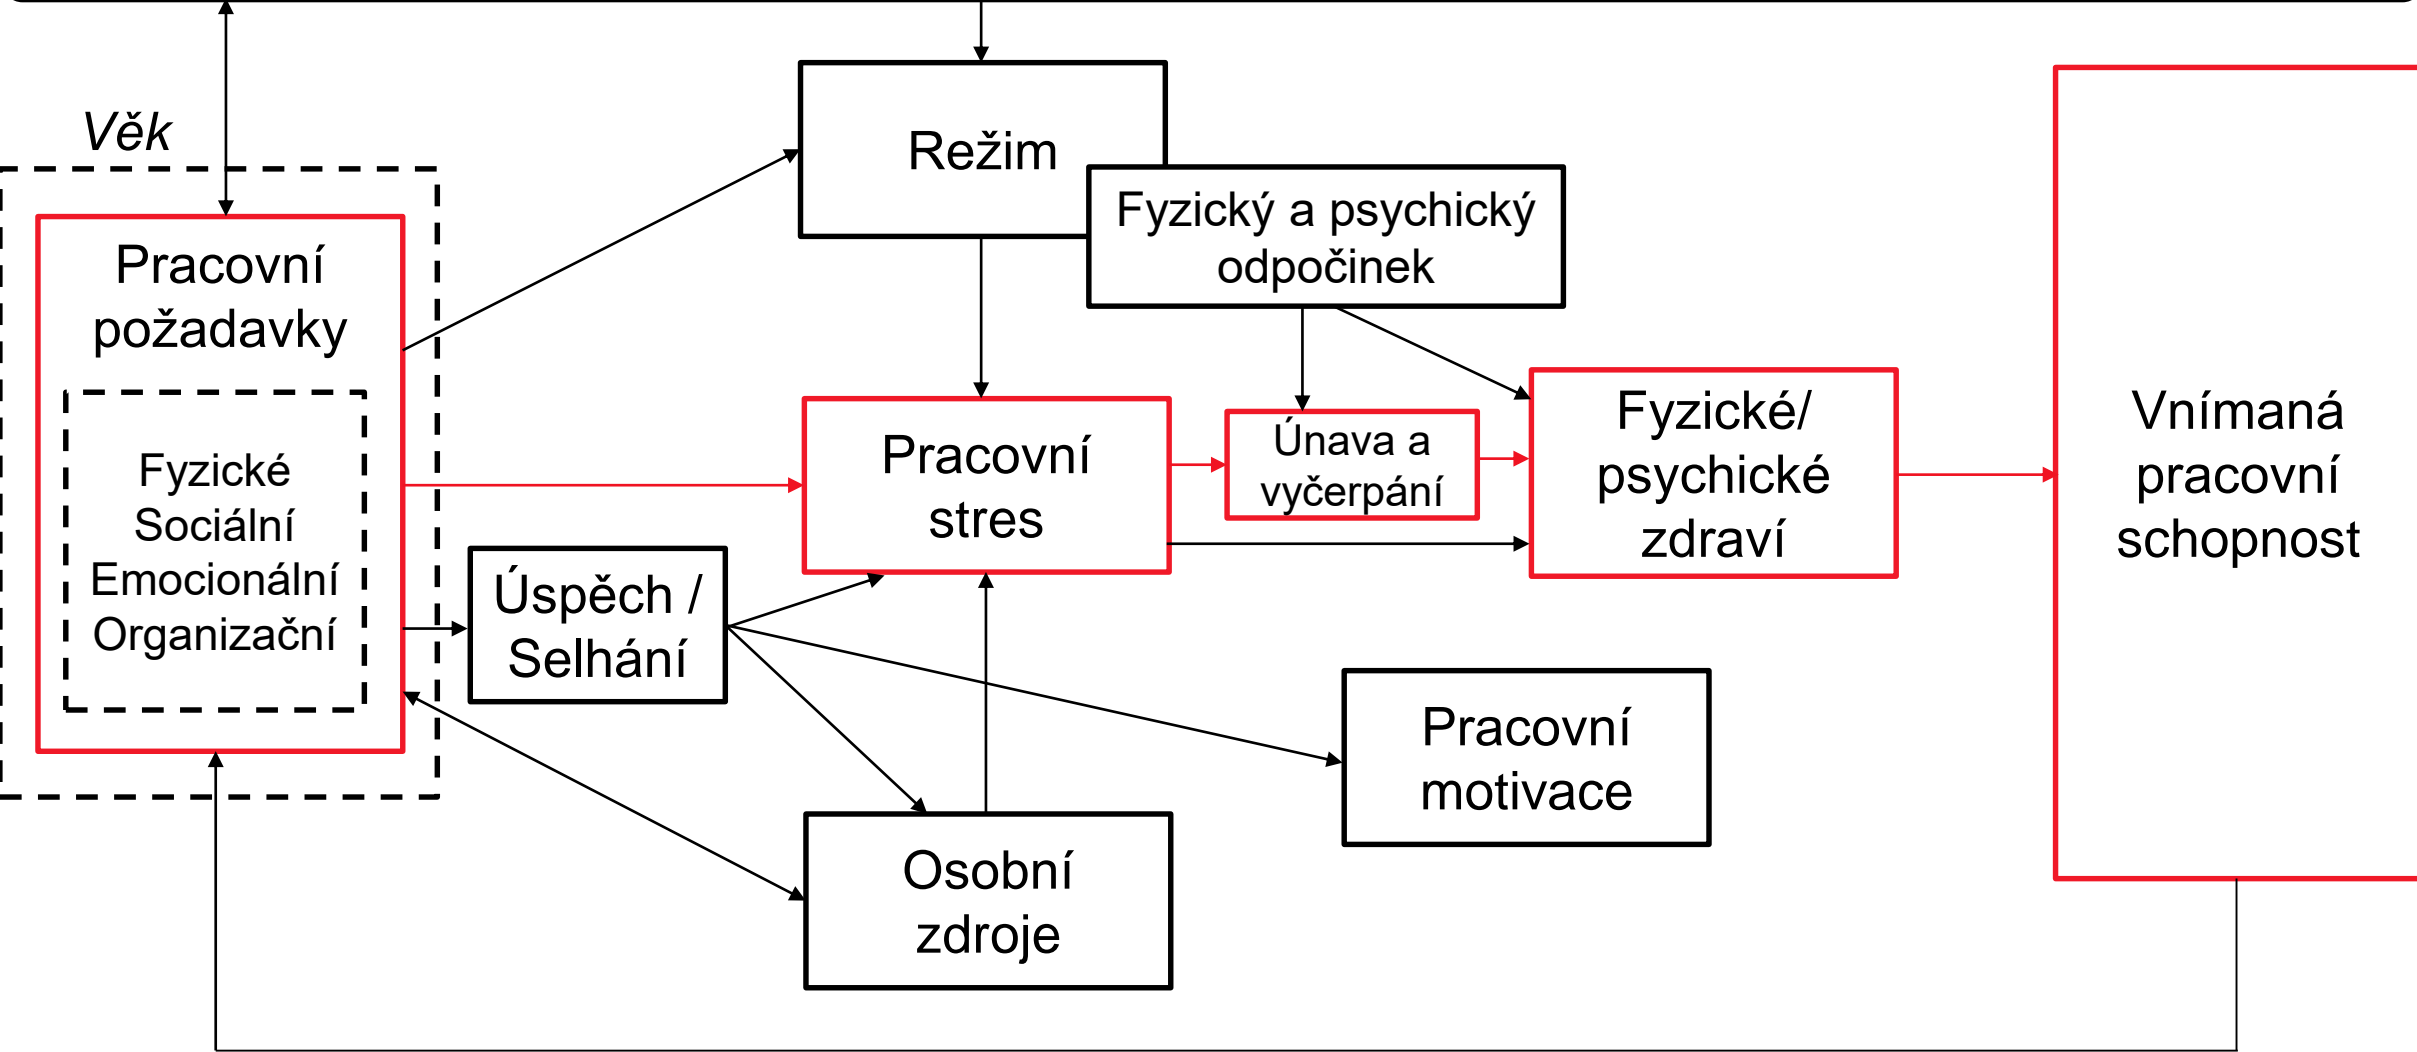 Věk
Pracovní
požadavky
Fyzické
Sociální
Emocionální
Organizační
Režim
Fyzický a psychický
odpočinek
Pracovní
stres
Únava a
vyčerpání
Fyzické/
psychické
zdraví
Vnímaná
pracovní
schopnost
Úspěch /
Selhání
Pracovní
motivace
Osobní
zdroje